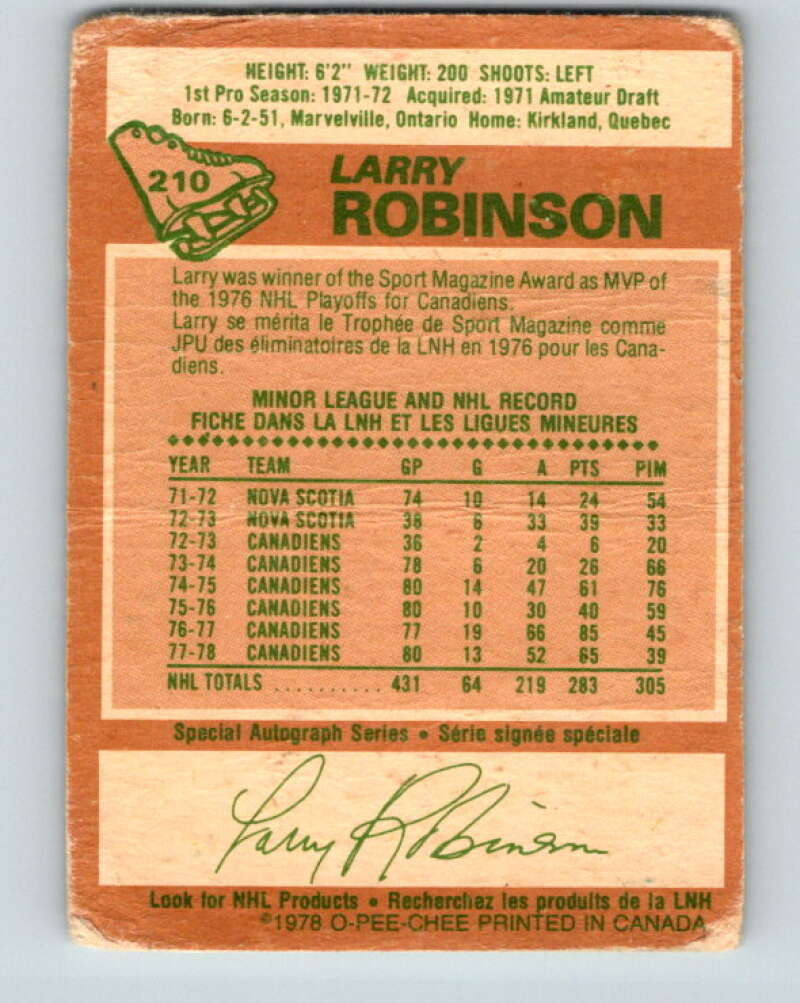 HEIGHT: 6'2" WEIGHT: 200 SHOOTS: LEFT
1st Pro Season: 1971-72 Acquired: 1971 Amateur Draft
Born: 6-2-51, Marvelville, Ontario Home: Kirkland, Quebec
210
LARRY
ROBINSON
Larry was winner of the Sport Magazine Award as MVP of
the 1976 NHL Playoffs for Canadiens.
Larry se mérita le Trophée de Sport Magazine comme
JPU des éliminatoires de la LNH en 1976 pour les Cana-
diens.
MINOR LEAGUE AND NHL RECORD
FICHE DANS LA LNH ET LES LIGUES MINEURES
YEAR TEAM GP G A PTS PIM
71-72 NOVA SCOTIA 74 10 14 24 54
72-73 NOVA SCOTIA 38 6 33 39 33
72-73 CANADIENS 36 2 4 6 20
73-74 CANADIENS 78 6 20 26 66
74-75 CANADIENS 80 14 47 61 76
75-76 CANADIENS 80 10 30 40 59
76-77 CANADIENS 77 19 66 85 45
77-78 CANADIENS 80 13 52 65 39
NHL TOTALS .......... 431 64 219 283 305
Special Autograph Series • Série signée spéciale
Larry Robinson
Look for NHL Products • Recherchez les produits de la LNH
©1978 O-PEE-CHEE PRINTED IN CANADA